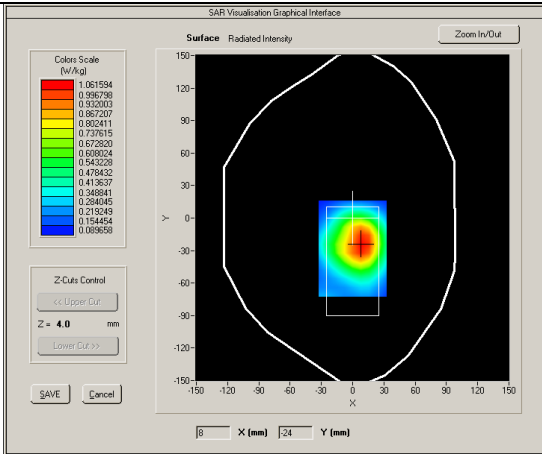 SAR Visualisation Graphical Interface
Surface Radiated Intensity
Zoom In/Out
Colors Scale
(W/kg)
1.061594
0.996798
0.932003
0.867207
0.802411
0.737615
0.672820
0.608024
0.543228
0.478432
0.413637
0.348841
0.284045
0.219249
0.154454
0.089658
Z-Cuts Control
<< Upper Cut
Z = 4.0 mm
Lower Cut >>
SAVE
Cancel
150
120
90
60
30
0
-30
-60
-90
-120
-150
Y
-150 -120 -90 -60 -30 0 30 60 90 120 150
X
8 X (mm) -24 Y (mm)